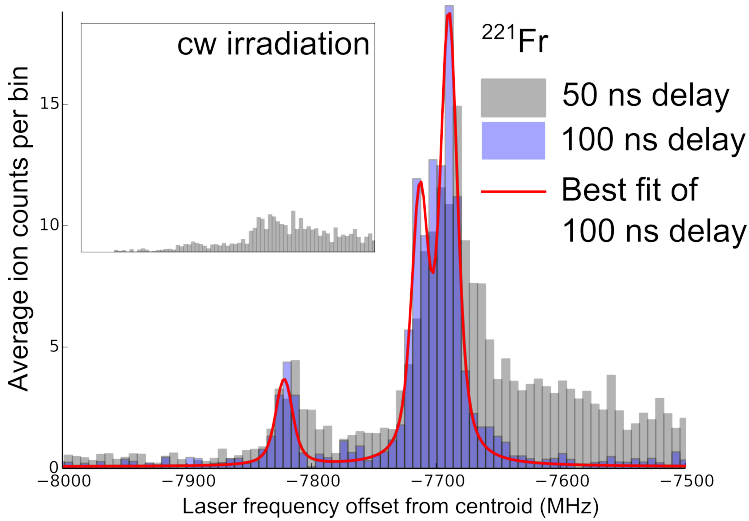 cw irradiation
²²¹Fr
50 ns delay
100 ns delay
Best fit of
100 ns delay
Average ion counts per bin
15
10
5
0
−8000 −7900 −7800 −7700 −7600 −7500
Laser frequency offset from centroid (MHz)